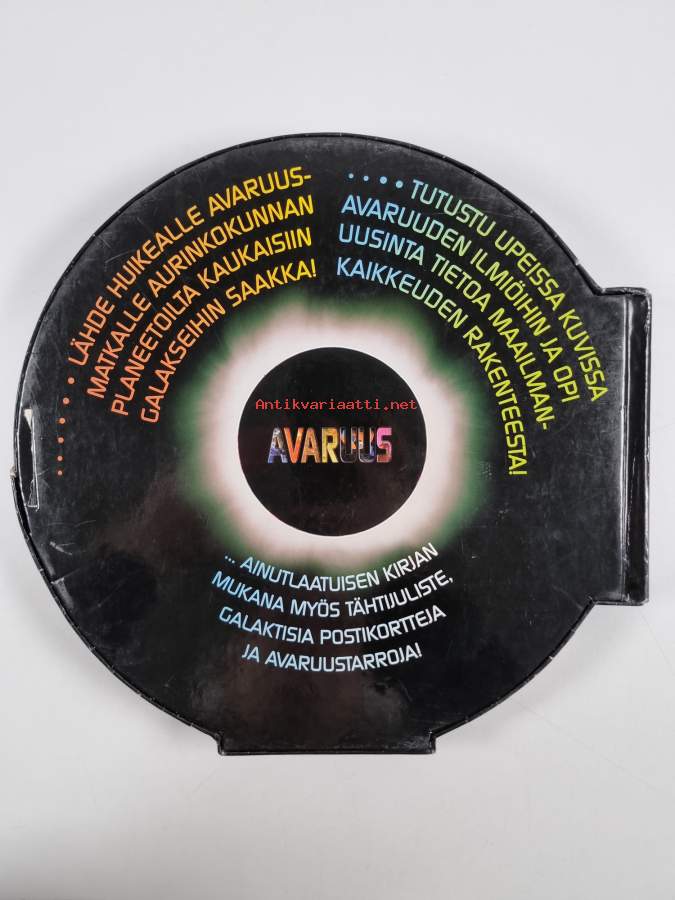 ...... LÄHDE HUIKEALLE AVARUUS-
MATKALLE AURINKOKUNNAN
PLANEETOILTA KAUKAISIIN
GALAKSEIHIN SAAKKA!
.... TUTUSTU UPEISSA KUVISSA
AVARUUDEN ILMIÖIHIN JA OPI
UUSINTA TIETOA MAAILMAN-
KAIKKEUDEN RAKENTEESTA!
Antikvariaatti.net
AVARUUS
... AINUTLAATUISEN KIRJAN
MUKANA MYÖS TÄHTIJULISTE,
GALAKTISIA POSTIKORTTEJA
JA AVARUUSTARROJA!